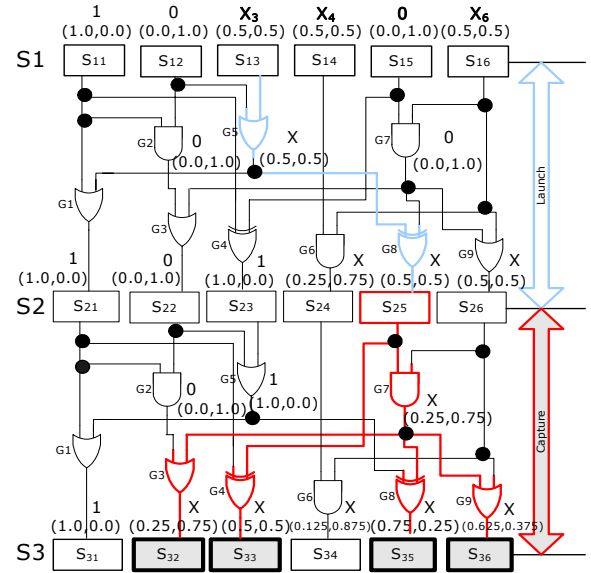 1 0 X3 X4 0 X6
(1.0,0.0) (0.0,1.0) (0.5,0.5) (0.5,0.5) (0.0,1.0) (0.5,0.5)
S1 S11 S12 S13 S14 S15 S16
G2 0 G5 X G7 0
(0.0,1.0) (0.5,0.5) (0.0,1.0)
Launch
G1 G3 G4 G6 G8 G9
1 0 1 X X X
(1.0,0.0) (0.0,1.0) (1.0,0.0) (0.25,0.75) (0.5,0.5) (0.5,0.5)
S2 S21 S22 S23 S24 S25 S26
G2 0 G5 1 G7 X
(0.0,1.0) (1.0,0.0) (0.25,0.75)
Capture
G1 G3 G4 G6 G8 G9
1 X X X X X
(1.0,0.0) (0.25,0.75) (0.5,0.5) (0.125,0.875) (0.75,0.25) (0.625,0.375)
S3 S31 S32 S33 S34 S35 S36